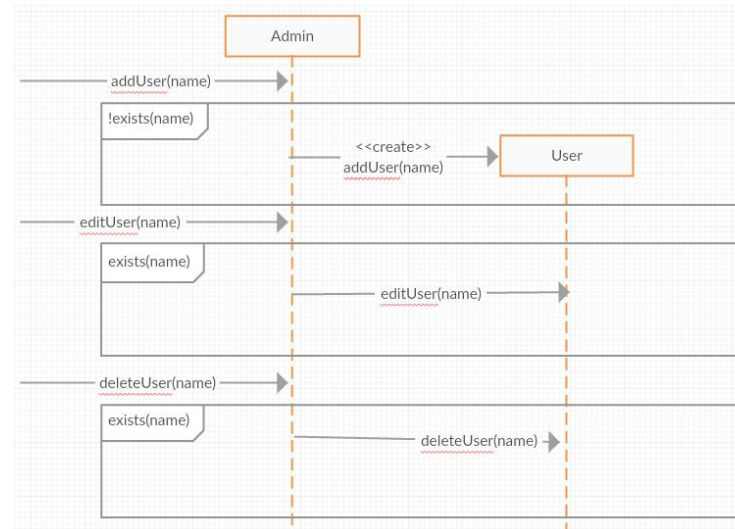 Admin
addUser(name)
!exists(name)
<<create>>
addUser(name)
User
editUser(name)
exists(name)
editUser(name)
deleteUser(name)
exists(name)
deleteUser(name)